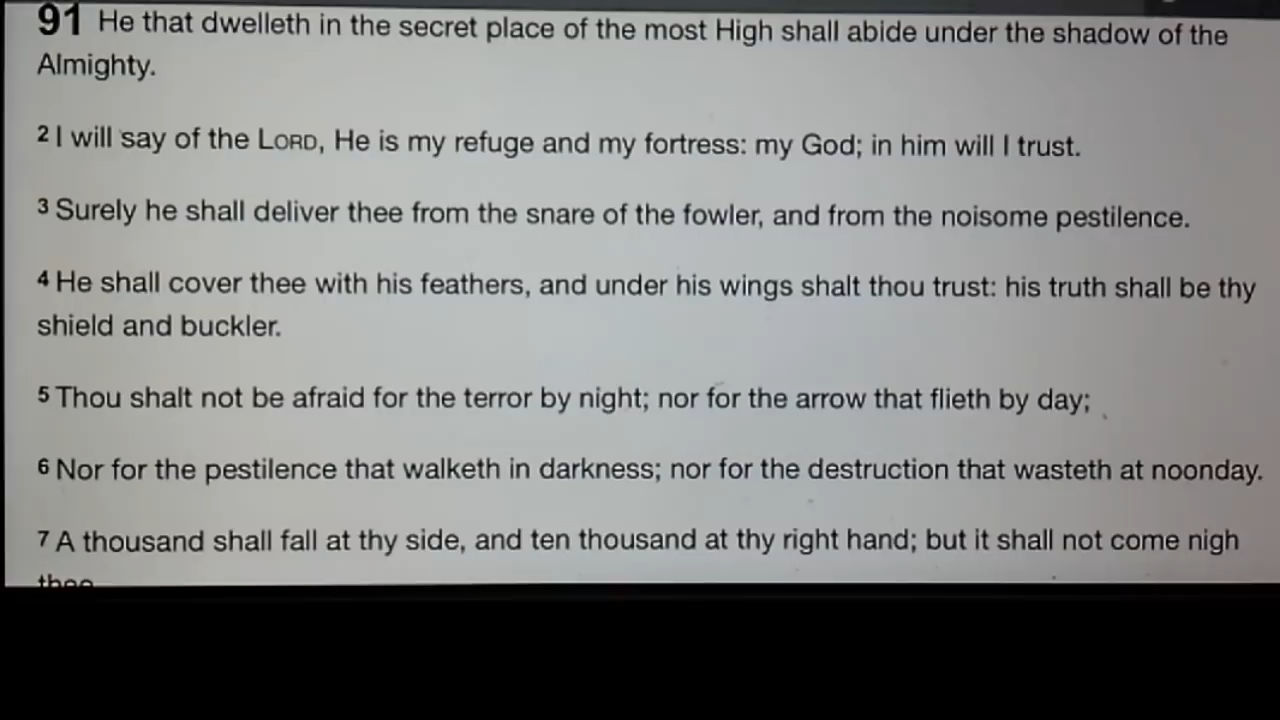 91 He that dwelleth in the secret place of the most High shall abide under the shadow of the
Almighty.
2 I will say of the LORD, He is my refuge and my fortress: my God; in him will I trust.
3 Surely he shall deliver thee from the snare of the fowler, and from the noisome pestilence.
4 He shall cover thee with his feathers, and under his wings shalt thou trust: his truth shall be thy
shield and buckler.
5 Thou shalt not be afraid for the terror by night; nor for the arrow that flieth by day;
6 Nor for the pestilence that walketh in darkness; nor for the destruction that wasteth at noonday.
7 A thousand shall fall at thy side, and ten thousand at thy right hand; but it shall not come nigh
thee